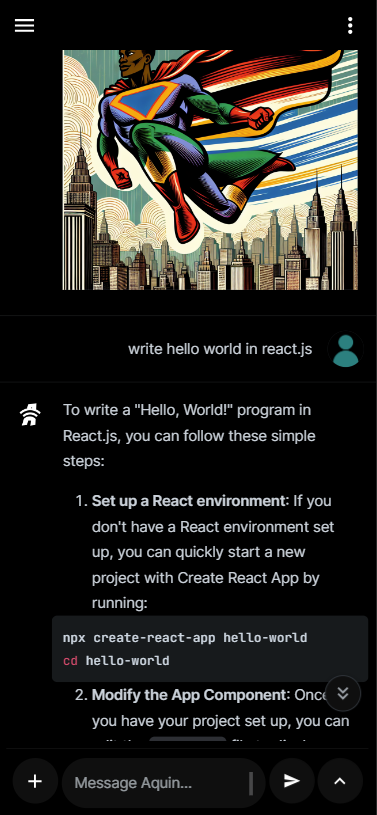 write hello world in react.js
To write a "Hello, World!" program in
React.js, you can follow these simple
steps:
1. Set up a React environment: If you
don't have a React environment set
up, you can quickly start a new
project with Create React App by
running:
npx create-react-app hello-world
cd hello-world
2. Modify the App Component: Once
you have your project set up, you can
Message Aquin...